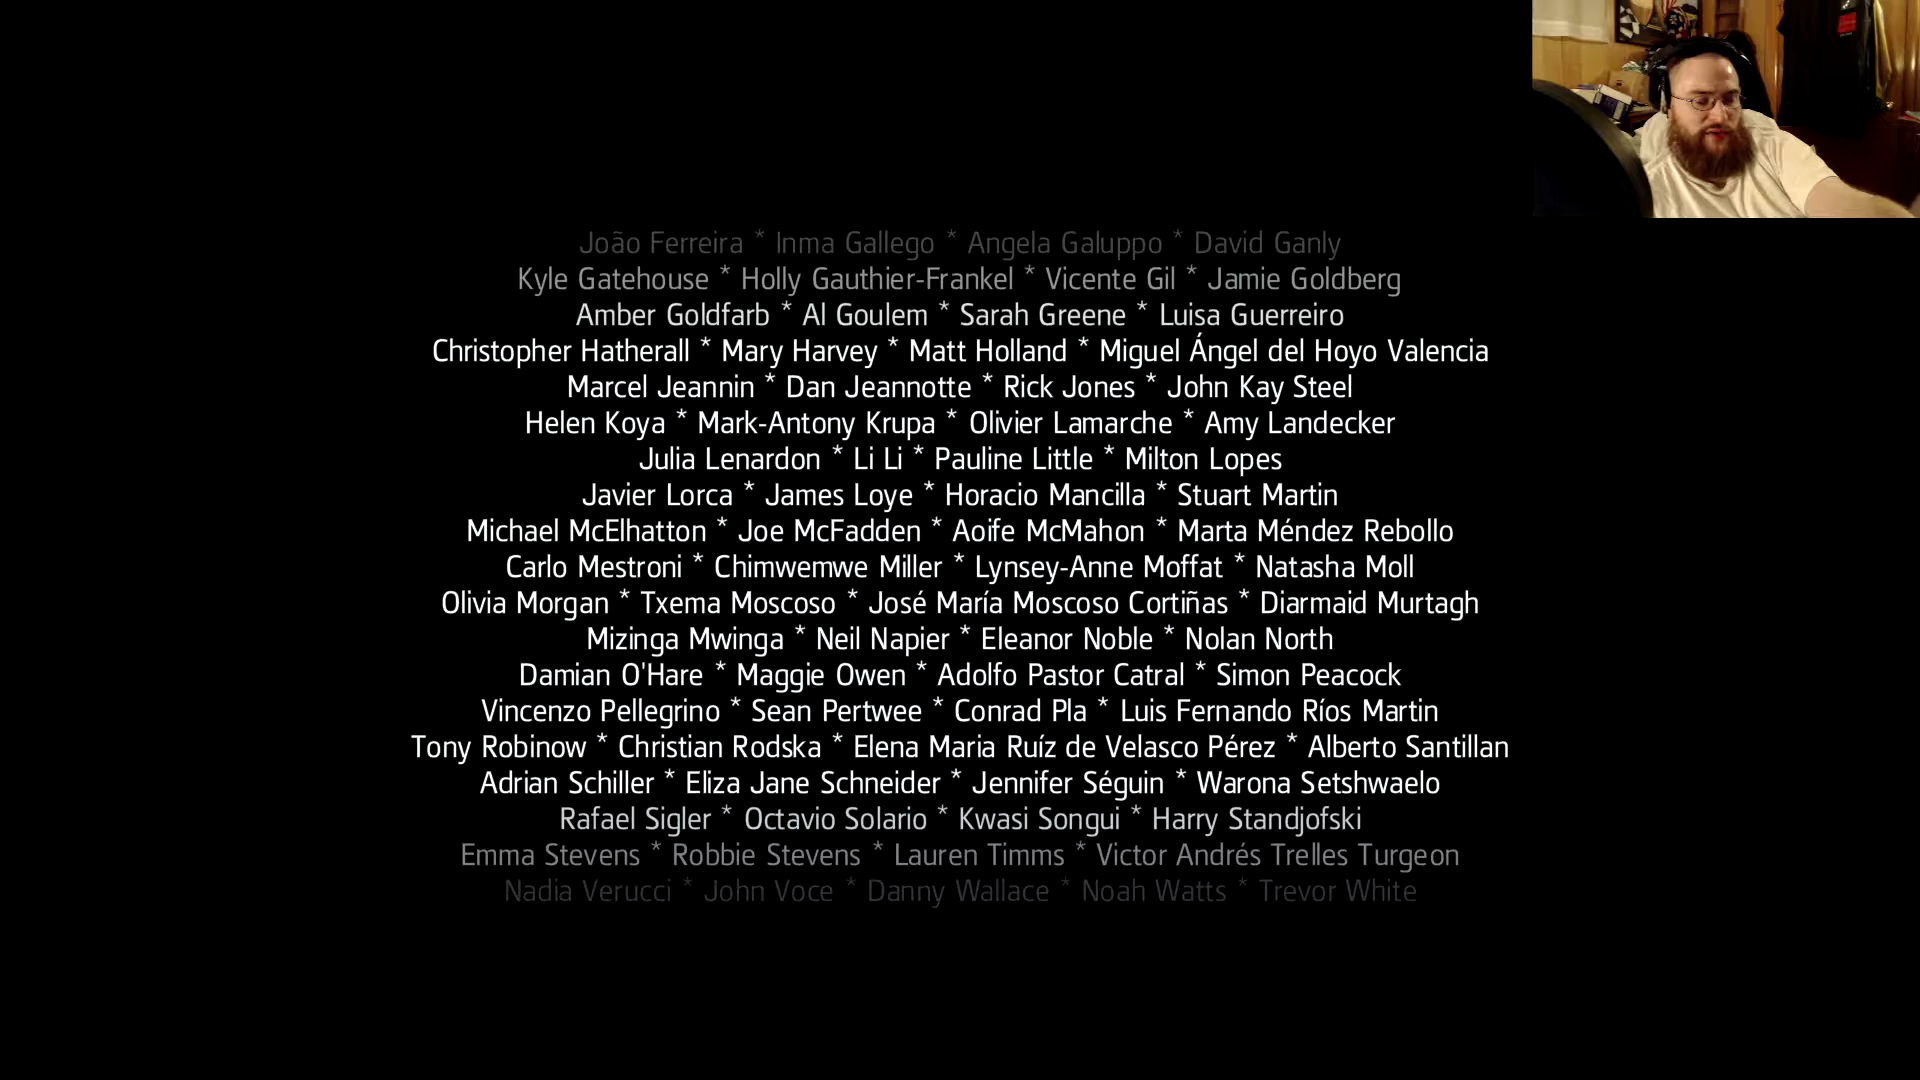 João Ferreira * Inma Gallego * Angela Galuppo * David Ganly
Kyle Gatehouse * Holly Gauthier-Frankel * Vicente Gil * Jamie Goldberg
Amber Goldfarb * Al Goulem * Sarah Greene * Luisa Guerreiro
Christopher Hatherall * Mary Harvey * Matt Holland * Miguel Ángel del Hoyo Valencia
Marcel Jeannin * Dan Jeannotte * Rick Jones * John Kay Steel
Helen Koya * Mark-Antony Krupa * Olivier Lamarche * Amy Landecker
Julia Lenardon * Li Li * Pauline Little * Milton Lopes
Javier Lorca * James Loye * Horacio Mancilla * Stuart Martin
Michael McElhatton * Joe McFadden * Aoife McMahon * Marta Méndez Rebollo
Carlo Mestroni * Chimwemwe Miller * Lynsey-Anne Moffat * Natasha Moll
Olivia Morgan * Txema Moscoso * José María Moscoso Cortiñas * Diarmaid Murtagh
Mizinga Mwinga * Neil Napier * Eleanor Noble * Nolan North
Damian O'Hare * Maggie Owen * Adolfo Pastor Catral * Simon Peacock
Vincenzo Pellegrino * Sean Pertwee * Conrad Pla * Luis Fernando Ríos Martin
Tony Robinow * Christian Rodska * Elena Maria Ruíz de Velasco Pérez * Alberto Santillan
Adrian Schiller * Eliza Jane Schneider * Jennifer Séguin * Warona Setshwaelo
Rafael Sigler * Octavio Solario * Kwasi Songui * Harry Standjofski
Emma Stevens * Robbie Stevens * Lauren Timms * Victor Andrés Trelles Turgeon
Nadia Verucci * John Voce * Danny Wallace * Noah Watts * Trevor White